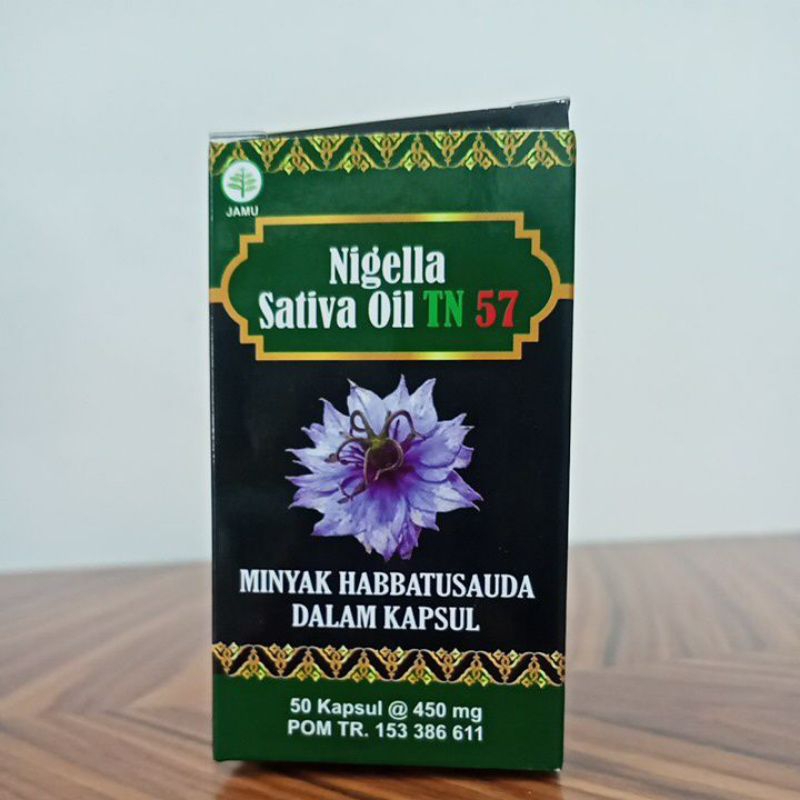 JAMU
Nigella
Sativa Oil TN 57
MINYAK HABBATUSAUDA
DALAM KAPSUL
50 Kapsul @ 450 mg
POM TR. 153 386 611